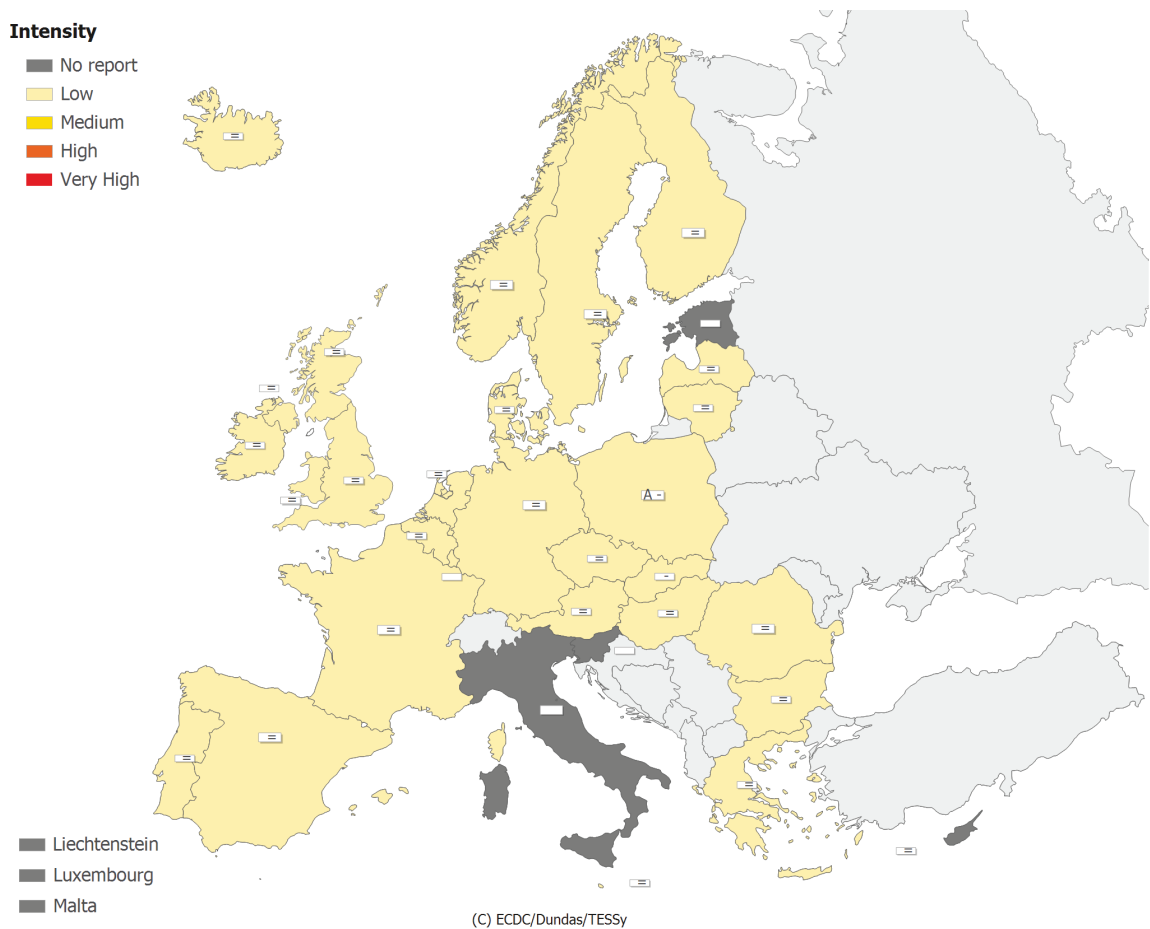 Intensity
No report
Low
Medium
High
Very High
=
=
=
=
=
=
=
=
=
=
=
=
=
A -
=
=
=
=
-
=
=
=
=
=
=
=
=
=
=
Liechtenstein
Luxembourg
Malta
(C) ECDC/Dundas/TESSy